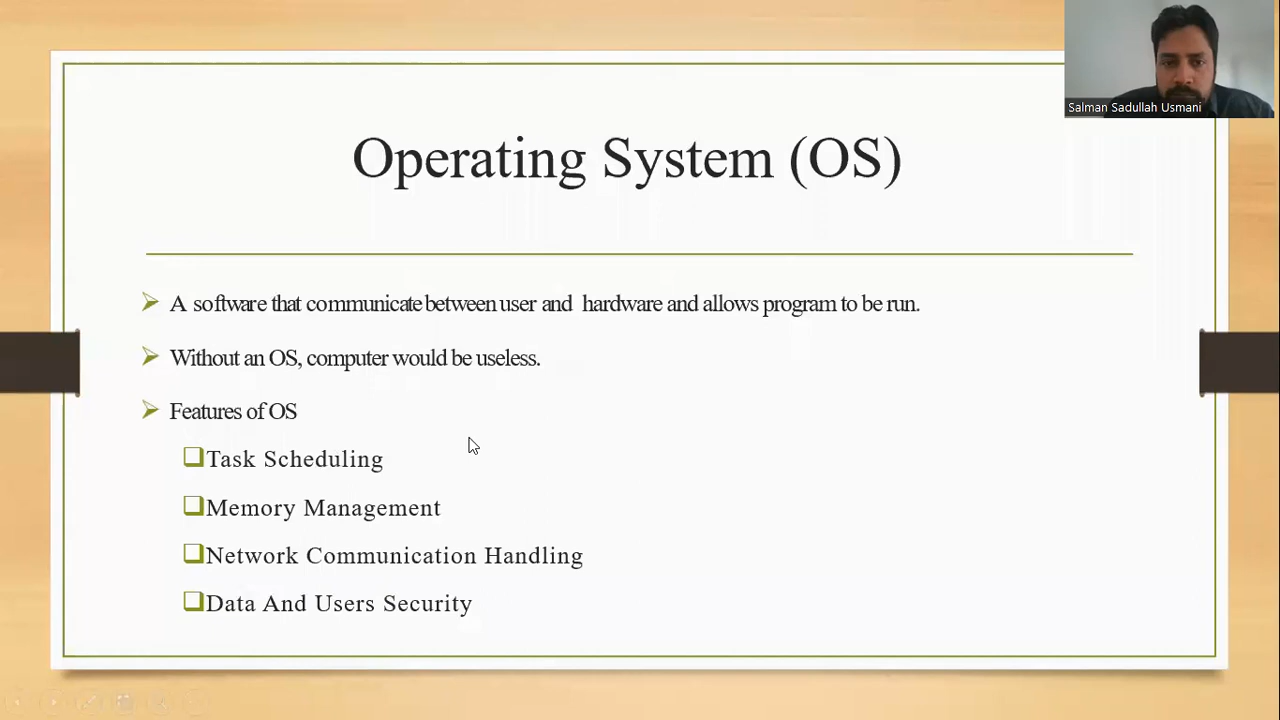 Salman Sadullah Usmani
Operating System (OS)
A software that communicate between user and hardware and allows program to be run.
Without an OS, computer would be useless.
Features of OS
Task Scheduling
Memory Management
Network Communication Handling
Data And Users Security